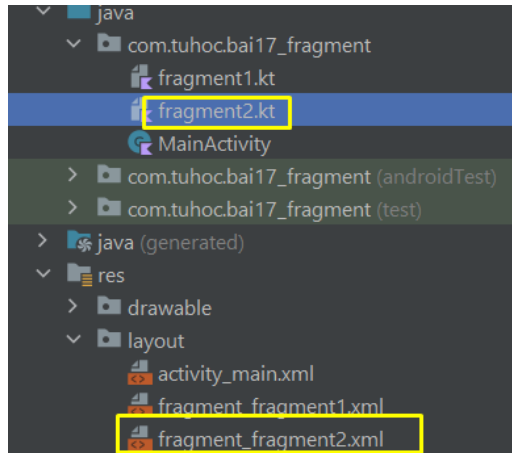 java
com.tuhoc.bai17_fragment
fragment1.kt
fragment2.kt
MainActivity
com.tuhoc.bai17_fragment (androidTest)
com.tuhoc.bai17_fragment (test)
java (generated)
res
drawable
layout
activity_main.xml
fragment_fragment1.xml
fragment_fragment2.xml